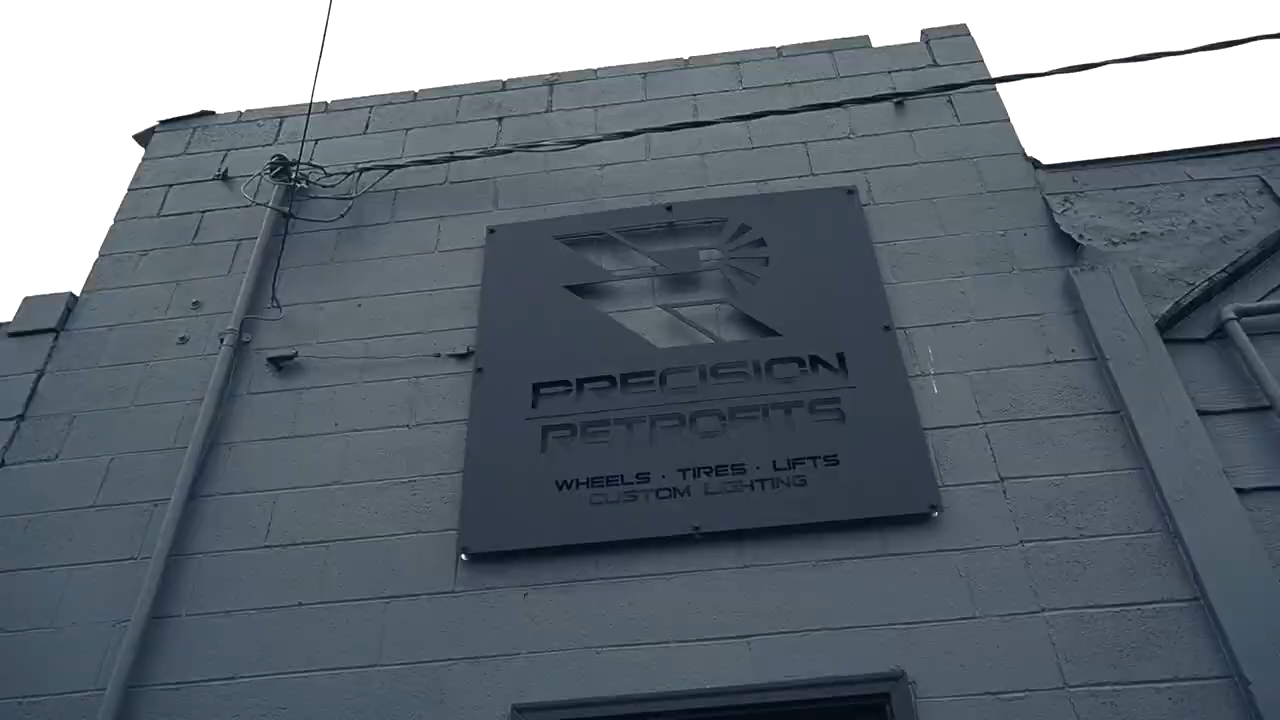 PRECISION
RETROFITS
WHEELS · TIRES · LIFTS
CUSTOM LIGHTING